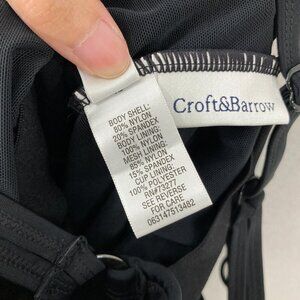 Croft&Barrow
BODY SHELL:
80% NYLON
20% SPANDEX
BODY LINING:
100% NYLON
MESH LINING:
85% NYLON
15% SPANDEX
CUP LINING:
100% POLYESTER
RN#73277
SEE REVERSE
FOR CARE
063147513482